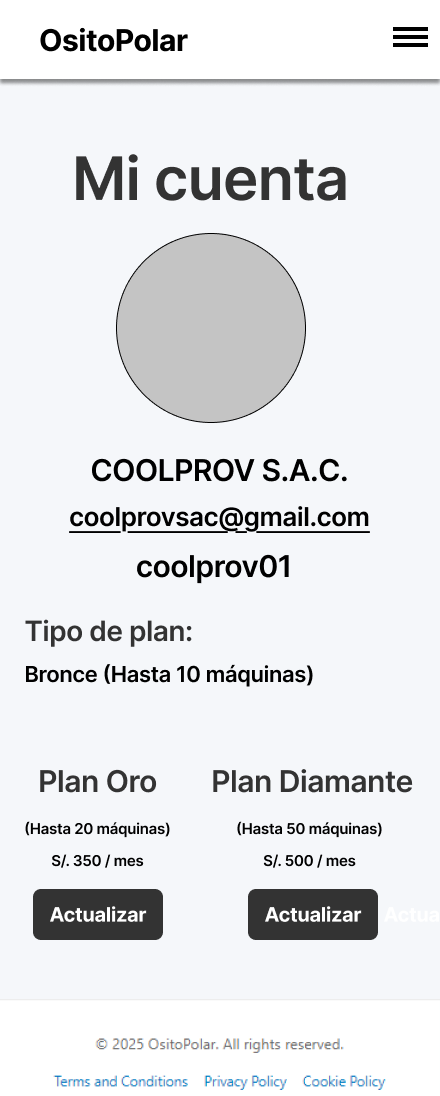 OsitoPolar
Mi cuenta
COOLPROV S.A.C.
coolprovsac@gmail.com
coolprov01
Tipo de plan:
Bronce (Hasta 10 máquinas)
Plan Oro
(Hasta 20 máquinas)
S/. 350 / mes
Actualizar
Plan Diamante
(Hasta 50 máquinas)
S/. 500 / mes
Actualizar
Actua
© 2025 OsitoPolar. All rights reserved.
Terms and Conditions Privacy Policy Cookie Policy